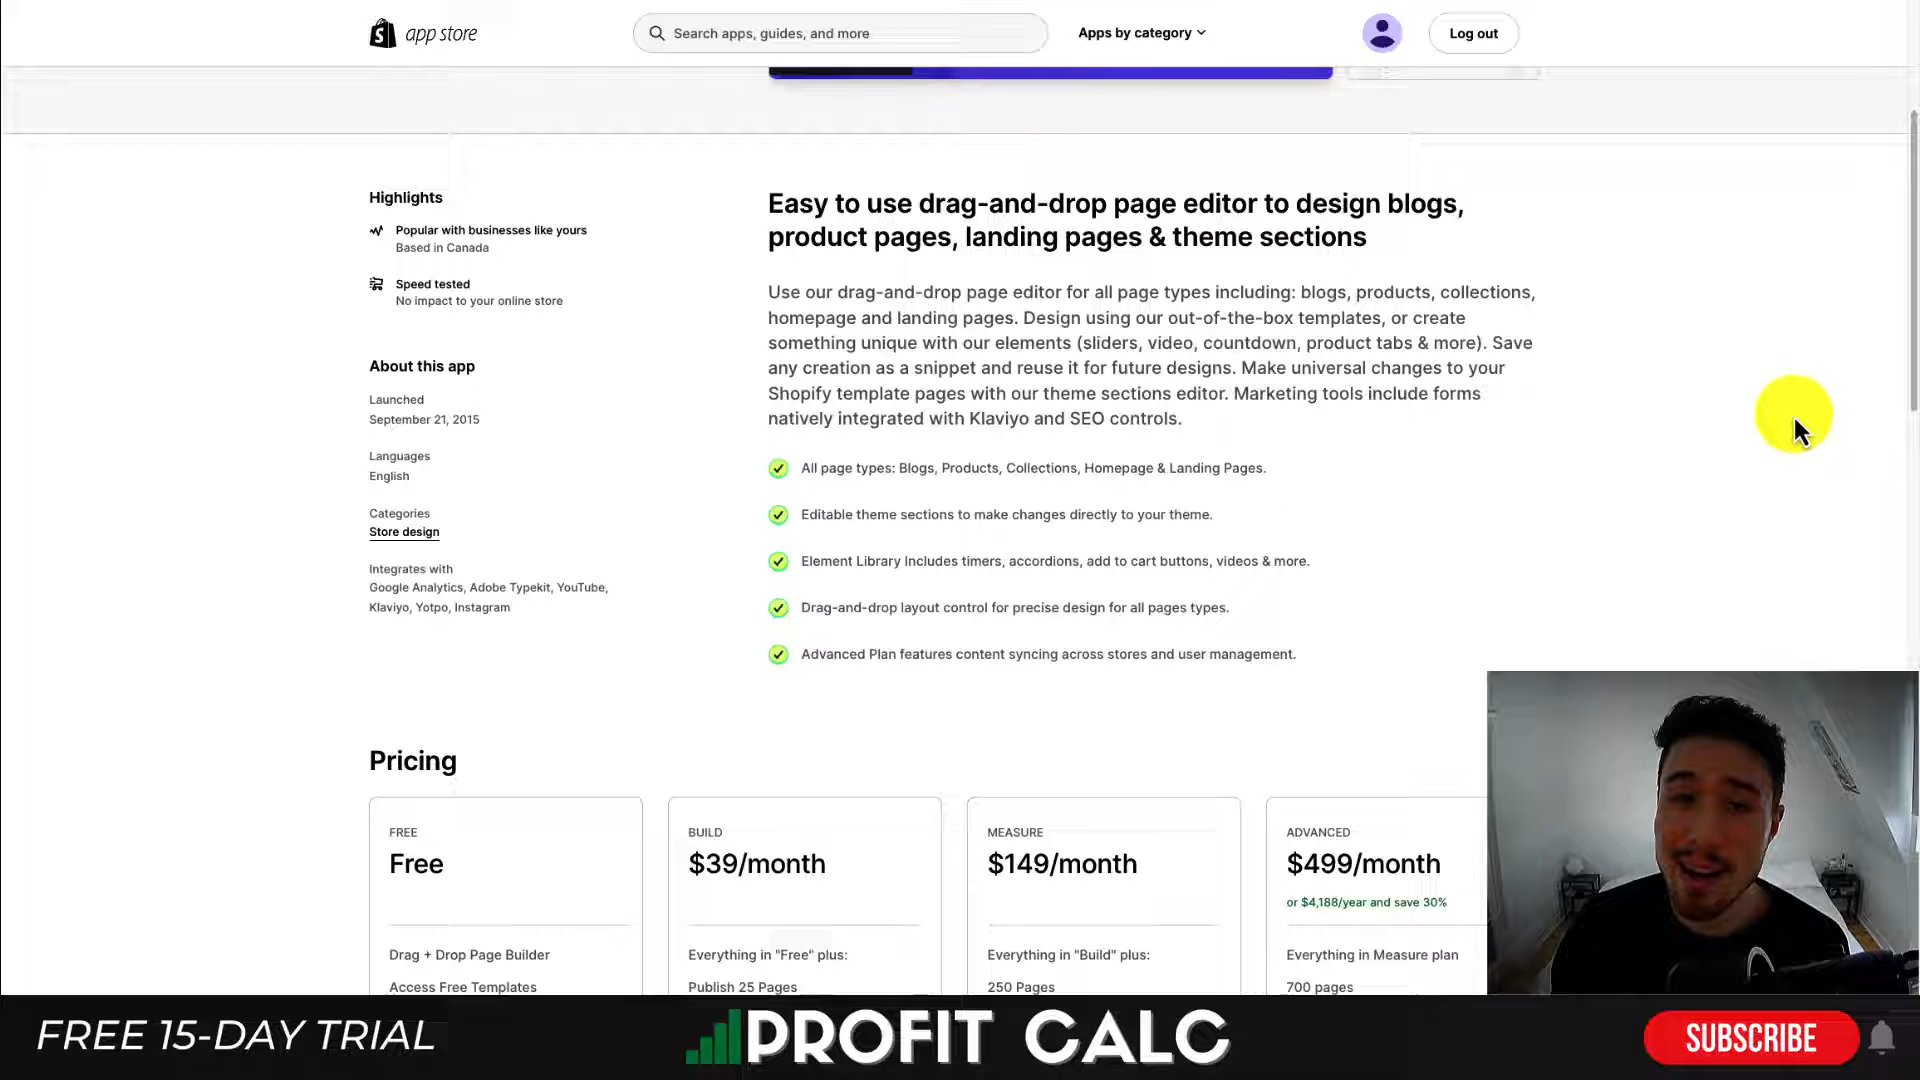 app store
Search apps, guides, and more
Apps by category
Log out
Highlights
Popular with businesses like yours
Based in Canada
Speed tested
No impact to your online store
About this app
Launched
September 21, 2015
Languages
English
Categories
Store design
Integrates with
Google Analytics, Adobe Typekit, YouTube,
Klaviyo, Yotpo, Instagram
Easy to use drag-and-drop page editor to design blogs,
product pages, landing pages & theme sections
Use our drag-and-drop page editor for all page types including: blogs, products, collections,
homepage and landing pages. Design using our out-of-the-box templates, or create
something unique with our elements (sliders, video, countdown, product tabs & more). Save
any creation as a snippet and reuse it for future designs. Make universal changes to your
Shopify template pages with our theme sections editor. Marketing tools include forms
natively integrated with Klaviyo and SEO controls.
All page types: Blogs, Products, Collections, Homepage & Landing Pages.
Editable theme sections to make changes directly to your theme.
Element Library Includes timers, accordions, add to cart buttons, videos & more.
Drag-and-drop layout control for precise design for all pages types.
Advanced Plan features content syncing across stores and user management.
Pricing
FREE
Free
Drag + Drop Page Builder
Access Free Templates
BUILD
$39/month
Everything in "Free" plus:
Publish 25 Pages
MEASURE
$149/month
Everything in "Build" plus:
250 Pages
ADVANCED
$499/month
or $4,188/year and save 30%
Everything in Measure plan
700 pages
FREE 15-DAY TRIAL
PROFIT CALC
SUBSCRIBE